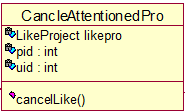 CancleAttentionedPro
LikeProject likepro
pid : int
uid : int
cancelLike()